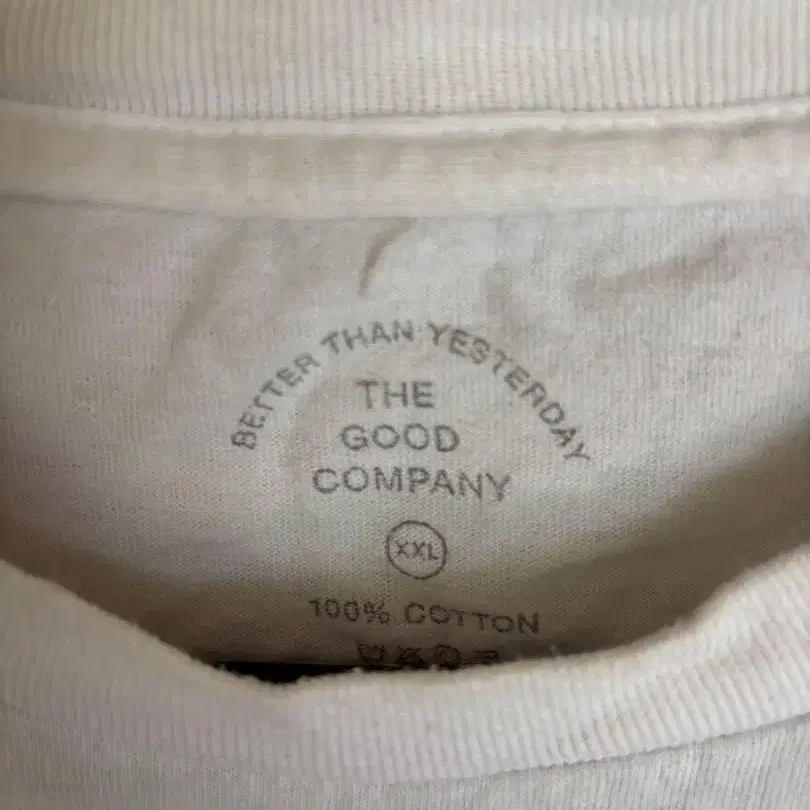 BETTER THAN YESTERDAY
THE
GOOD
COMPANY
XXL
100% COTTON